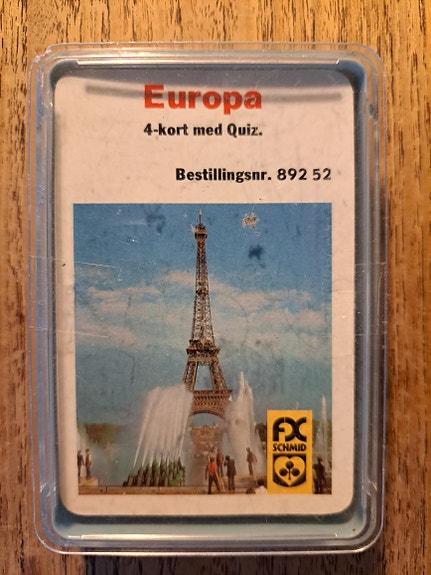 Europa
4-kort med Quiz.
Bestillingsnr. 892 52
FX
SCHMID